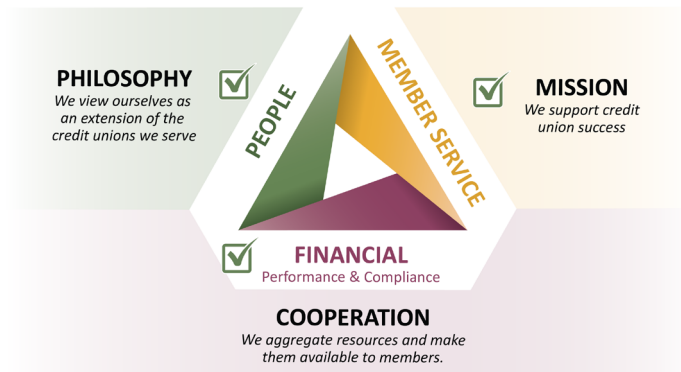 PHILOSOPHY
We view ourselves as
an extension of the
credit unions we serve
PEOPLE
MEMBER SERVICE
MISSION
We support credit
union success
FINANCIAL
Performance & Compliance
COOPERATION
We aggregate resources and make
them available to members.